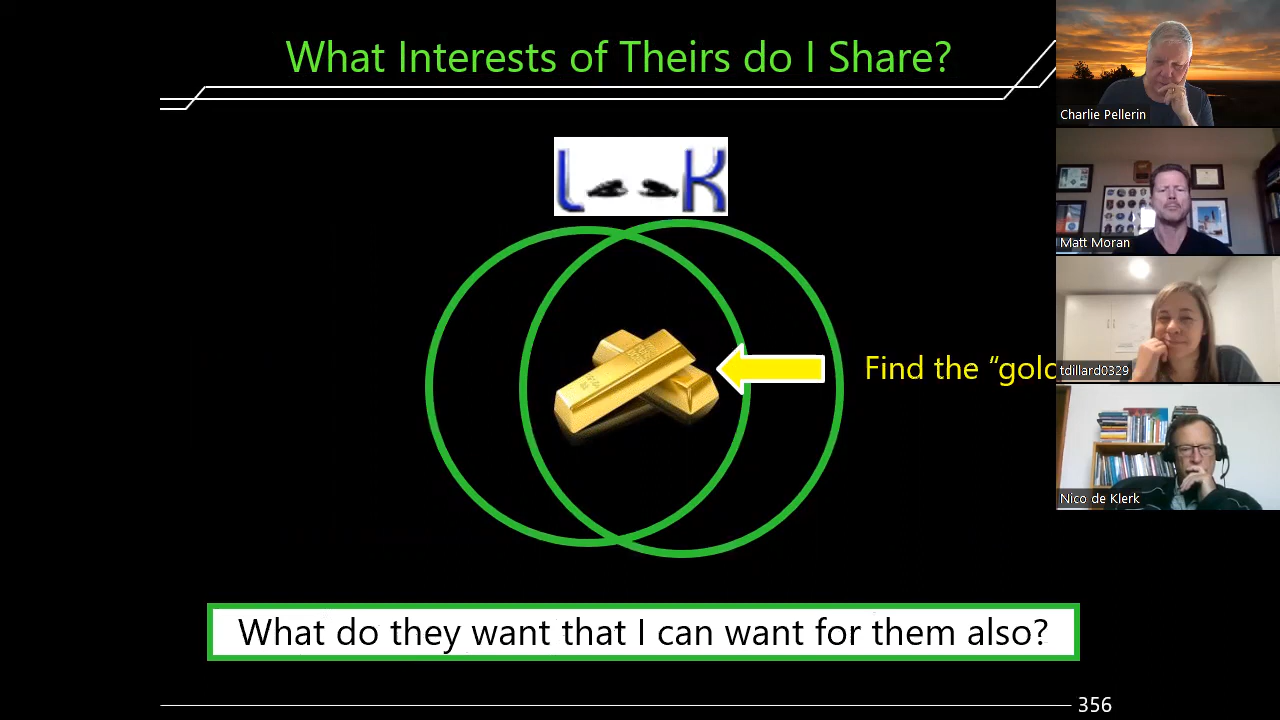 What Interests of Theirs do I Share?
Charlie Pellerin
l k
Matt Moran
Find the “gold
tdillard0329
Nico de Klerk
What do they want that I can want for them also?
356